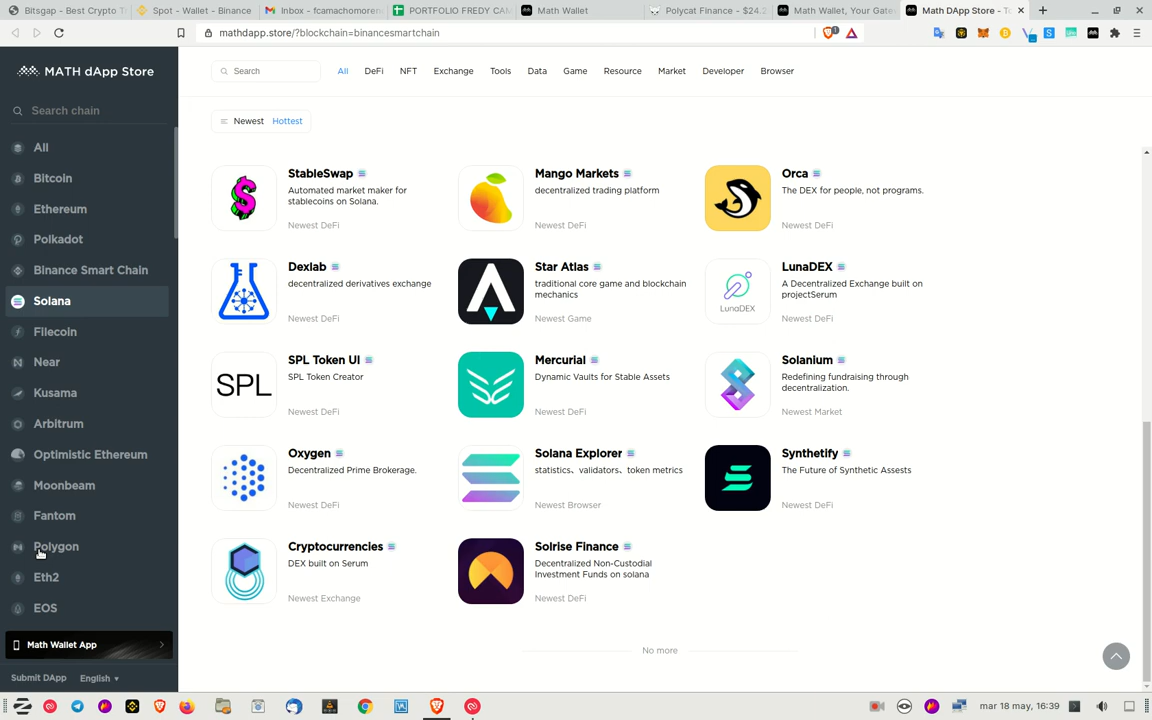 Bitsgap - Best Crypto T
Spot - Wallet - Binance
Inbox - fcamachomoren
PORTFOLIO FREDY CAM
Math Wallet
Polycat Finance - $24.2
Math Wallet, Your Gate
Math DApp Store - To
mathdapp.store/?blockchain=binancesmartchain
MATH dApp Store
Search chain
All
Bitcoin
Ethereum
Polkadot
Binance Smart Chain
Solana
Filecoin
Near
Kusama
Arbitrum
Optimistic Ethereum
Moonbeam
Fantom
Polygon
Eth2
EOS
Math Wallet App
Submit DApp English
Search
All DeFi NFT Exchange Tools Data Game Resource Market Developer Browser
Newest Hottest
StableSwap
Automated market maker for
stablecoins on Solana.
Newest DeFi
Mango Markets
decentralized trading platform
Newest DeFi
Orca
The DEX for people, not programs.
Newest DeFi
Dexlab
decentralized derivatives exchange
Newest DeFi
Star Atlas
traditional core game and blockchain
mechanics
Newest Game
LUNADEX
LunaDEX
A Decentralized Exchange built on
projectSerum
Newest DeFi
SPL
SPL Token UI
SPL Token Creator
Newest DeFi
Mercurial
Dynamic Vaults for Stable Assets
Newest DeFi
Solanium
Redefining fundraising through
decentralization.
Newest Market
Oxygen
Decentralized Prime Brokerage.
Newest DeFi
Solana Explorer
statistics、validators、token metrics
Newest Browser
Synthetify
The Future of Synthetic Assests
Newest DeFi
Cryptocurrencies
DEX built on Serum
Newest Exchange
Solrise Finance
Decentralized Non-Custodial
Investment Funds on solana
Newest DeFi
No more
mar 18 may, 16:39